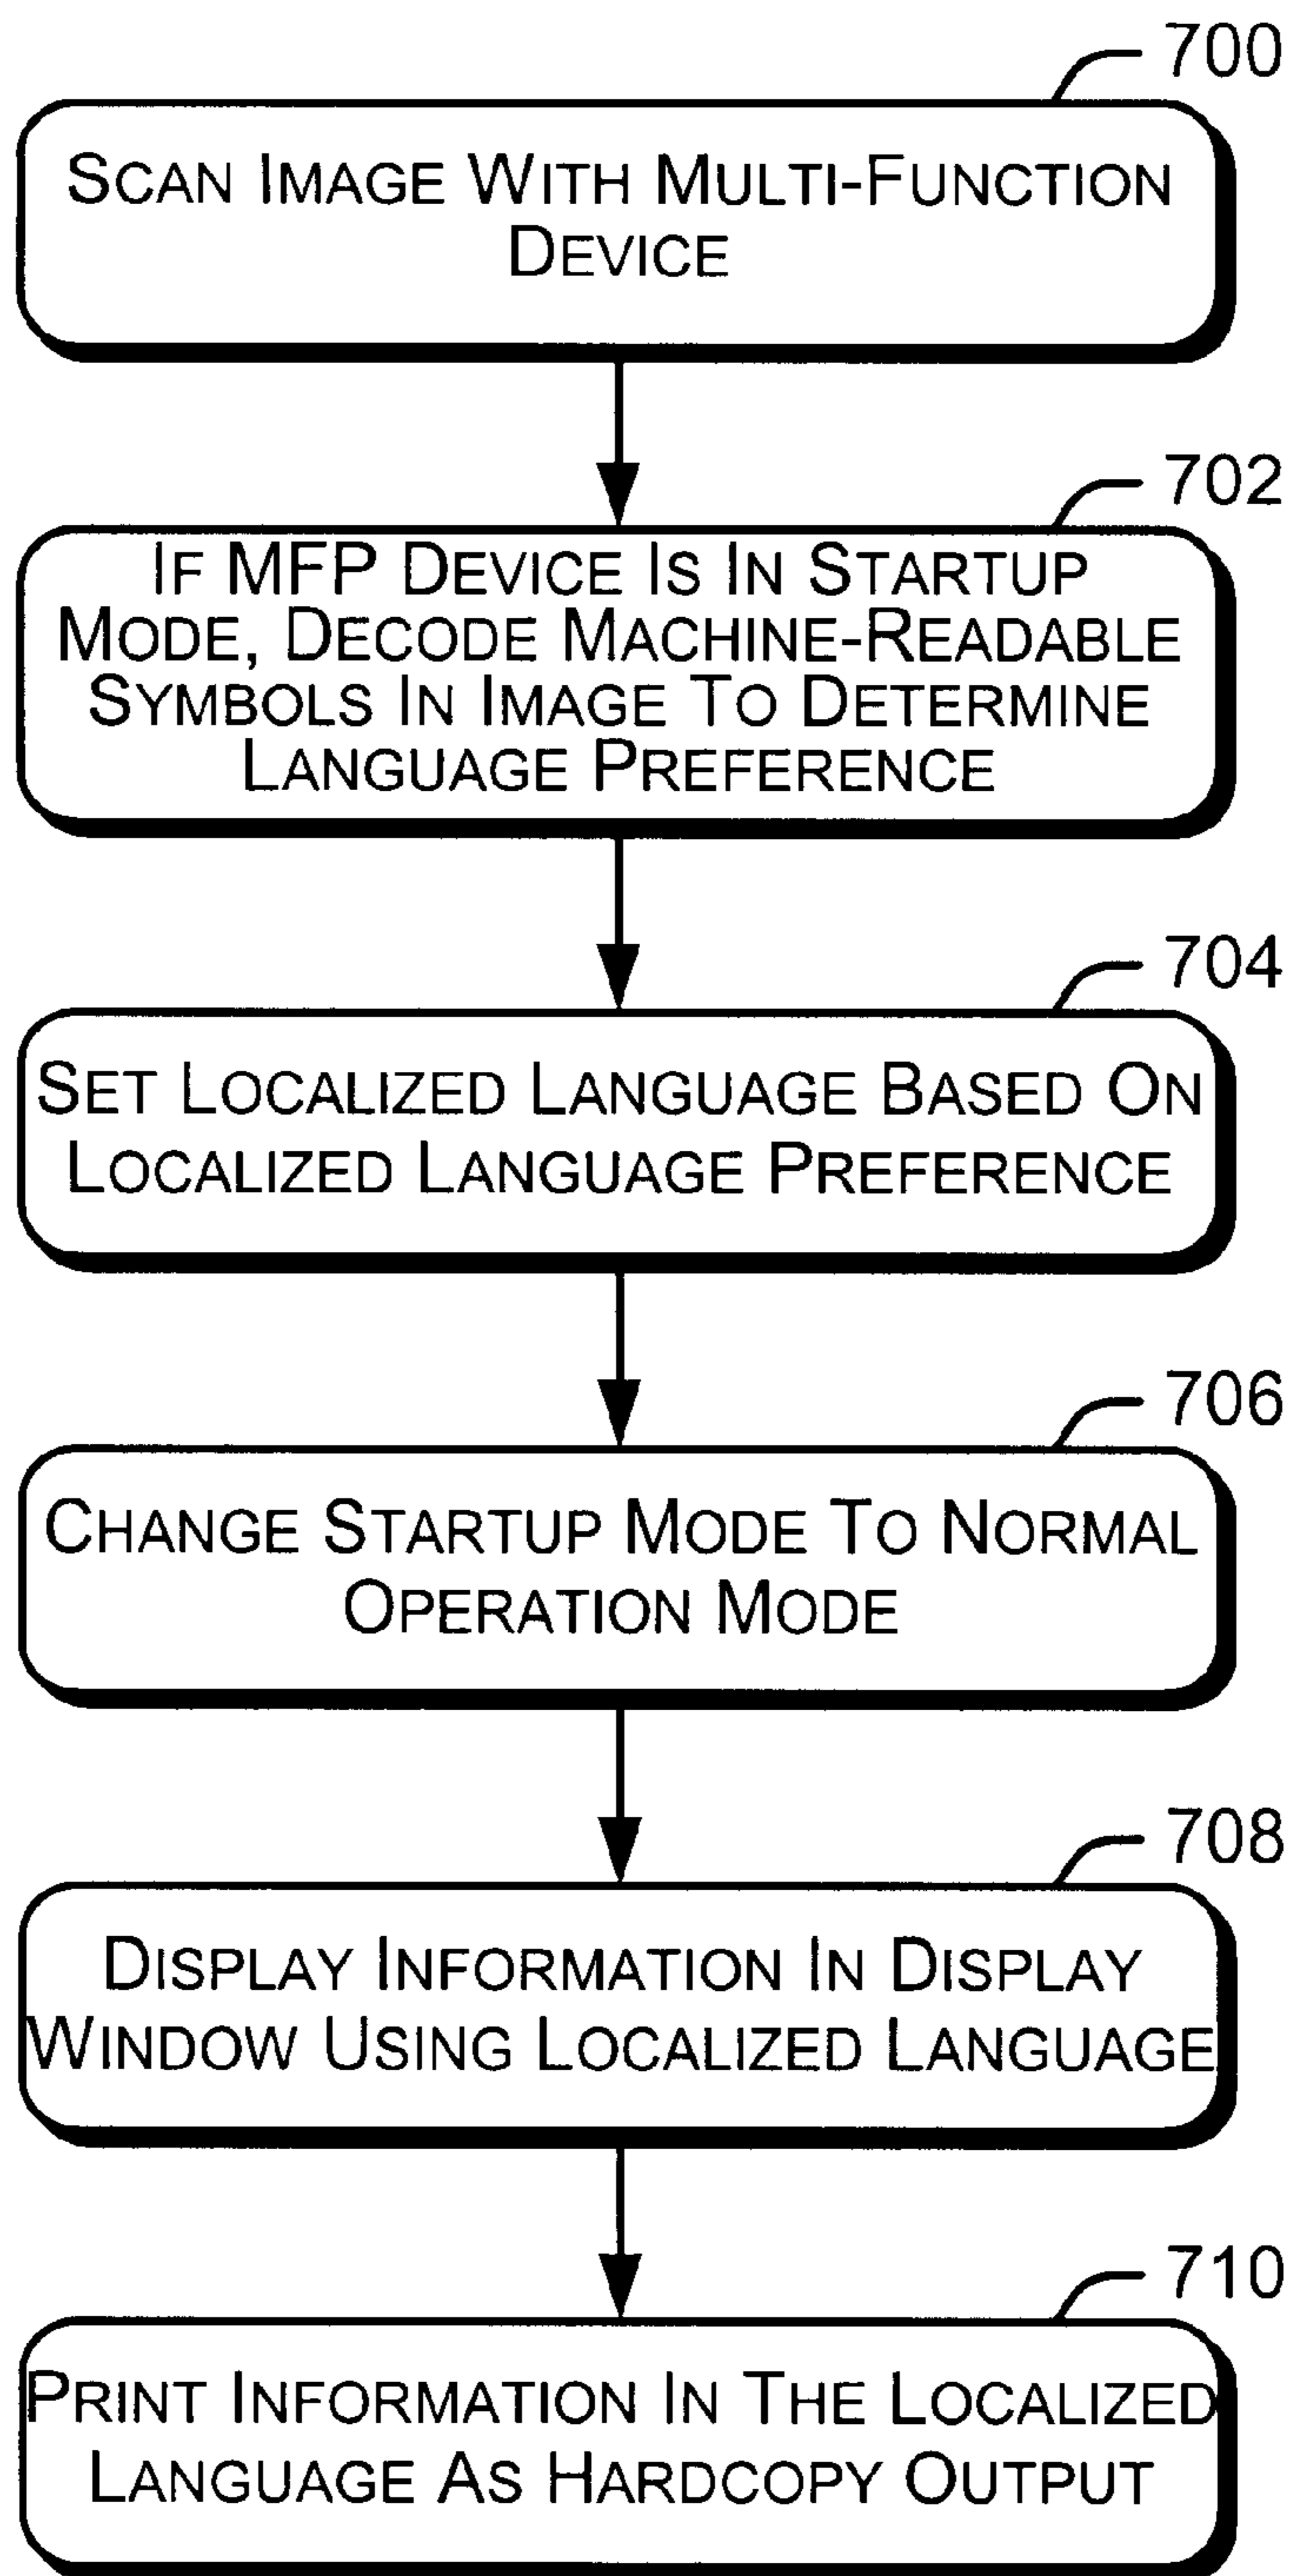 700
SCAN IMAGE WITH MULTI-FUNCTION
DEVICE
702
IF MFP DEVICE IS IN STARTUP
MODE, DECODE MACHINE-READABLE
SYMBOLS IN IMAGE TO DETERMINE
LANGUAGE PREFERENCE
704
SET LOCALIZED LANGUAGE BASED ON
LOCALIZED LANGUAGE PREFERENCE
706
CHANGE STARTUP MODE TO NORMAL
OPERATION MODE
708
DISPLAY INFORMATION IN DISPLAY
WINDOW USING LOCALIZED LANGUAGE
710
PRINT INFORMATION IN THE LOCALIZED
LANGUAGE AS HARDCOPY OUTPUT